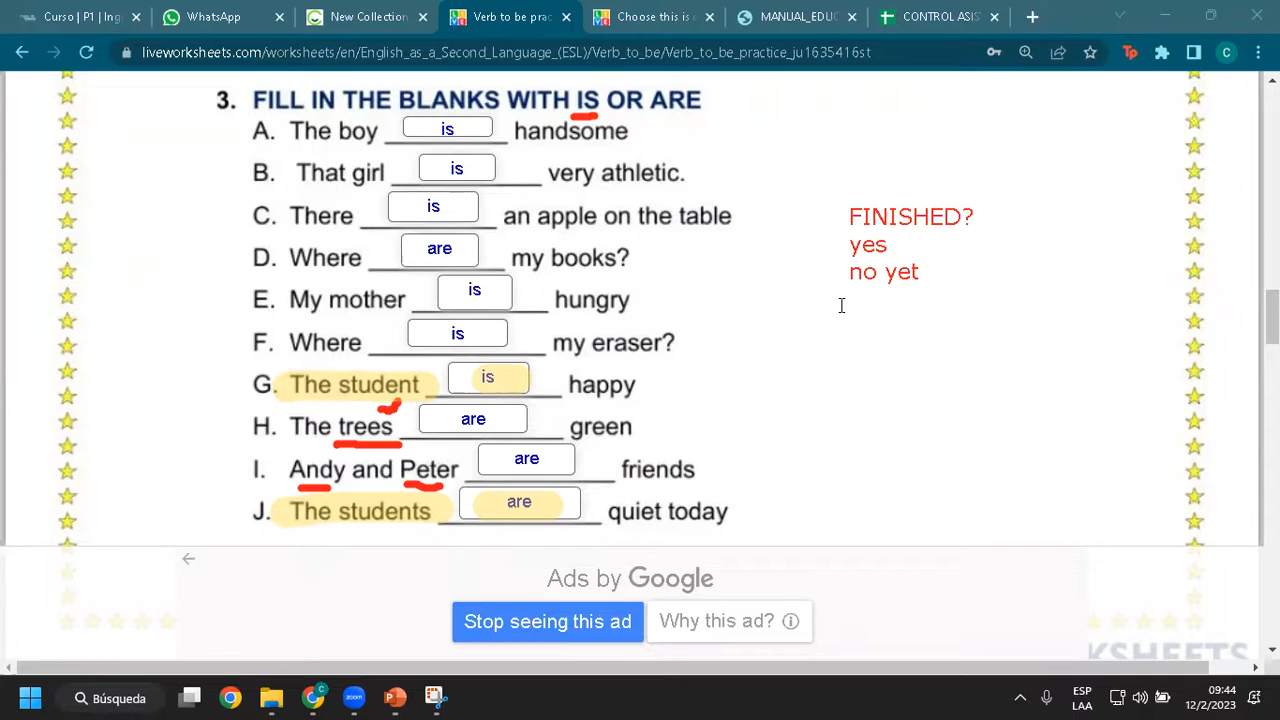 Curso | P1 | Ing
WhatsApp
New Collection
Verb to be prac
Choose this is o
MANUAL_EDUC
CONTROL ASIS
liveworksheets.com/worksheets/en/English_as_a_Second_Language_(ESL)/Verb_to_be/Verb_to_be_practice_ju1635416st
3. FILL IN THE BLANKS WITH IS OR ARE
A. The boy is handsome
B. That girl is very athletic.
C. There is an apple on the table
D. Where are my books?
E. My mother is hungry
F. Where is my eraser?
G. The student is happy
H. The trees are green
I. Andy and Peter are friends
J. The students are quiet today
FINISHED?
yes
no yet
Ads by Google
Stop seeing this ad
Why this ad?
KSHEETS
Búsqueda
ESP
LAA
09:44
12/2/2023